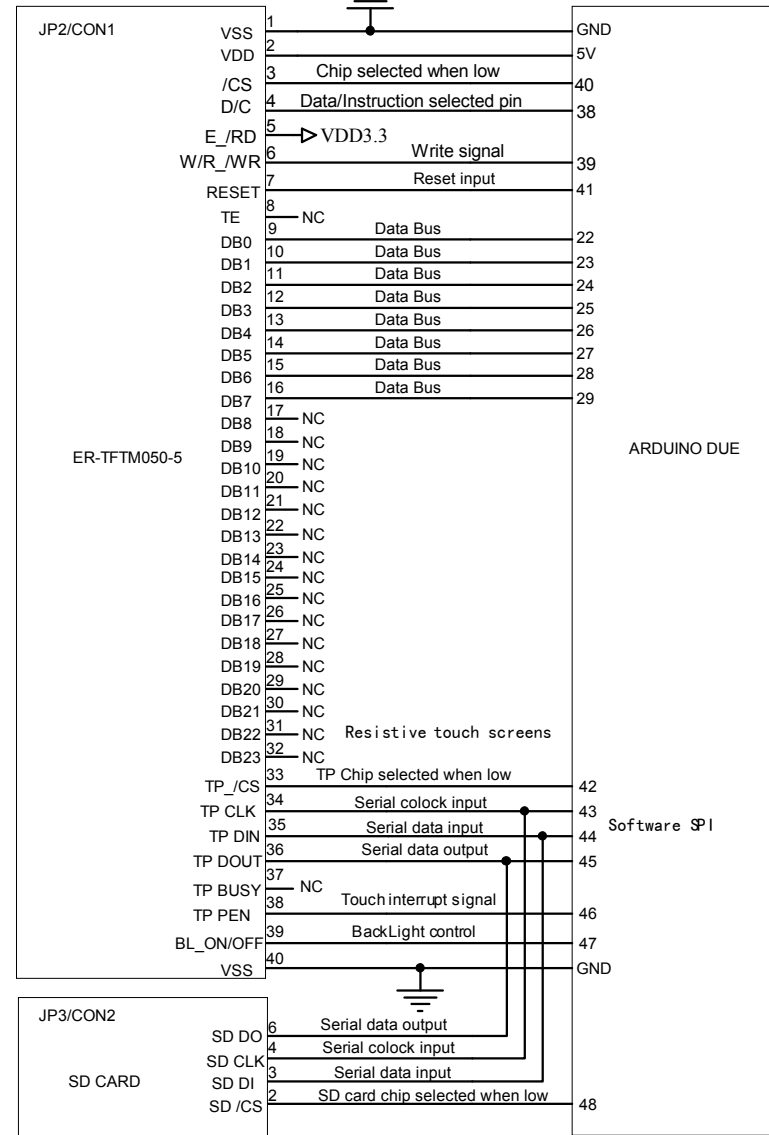 JP2/CON1
VSS 1 GND
VDD 2 5V
/CS 3 Chip selected when low 40
D/C 4 Data/Instruction selected pin 38
E_/RD 5 VDD3.3
W/R_/WR 6 Write signal 39
RESET 7 Reset input 41
TE 8 NC
DB0 9 Data Bus 22
DB1 10 Data Bus 23
DB2 11 Data Bus 24
DB3 12 Data Bus 25
DB4 13 Data Bus 26
DB5 14 Data Bus 27
DB6 15 Data Bus 28
DB7 16 Data Bus 29
DB8 17 NC
DB9 18 NC
ER-TFTM050-5 ARDUINO DUE
DB10 19 NC
DB11 20 NC
DB12 21 NC
DB13 22 NC
DB14 23 NC
DB15 24 NC
DB16 25 NC
DB17 26 NC
DB18 27 NC
DB19 28 NC
DB20 29 NC
DB21 30 NC
DB22 31 NC Resistive touch screens
DB23 32 NC
TP_/CS 33 TP Chip selected when low 42
TP CLK 34 Serial colock input 43
TP DIN 35 Serial data input 44 Software SPI
TP DOUT 36 Serial data output 45
TP BUSY 37 NC
TP PEN 38 Touch interrupt signal 46
BL_ON/OFF 39 BackLight control 47
VSS 40 GND
JP3/CON2
SD DO 6 Serial data output
SD CLK 4 Serial colock input
SD CARD SD DI 3 Serial data input
SD /CS 2 SD card chip selected when low 48